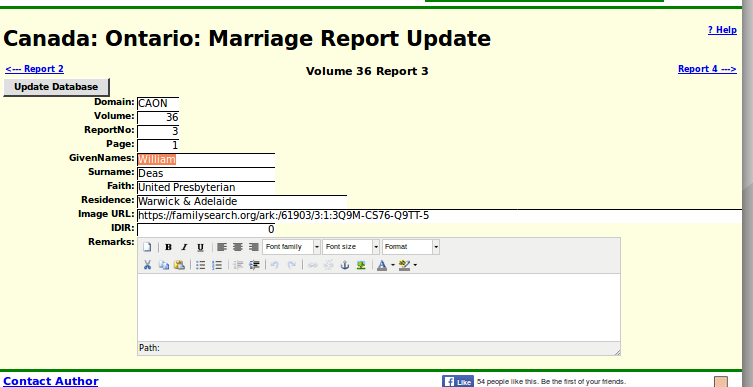 Canada: Ontario: Marriage Report Update
? Help
<--- Report 2
Volume 36 Report 3
Report 4 --->
Update Database
Domain: CAON
Volume: 36
ReportNo: 3
Page: 1
GivenNames: William
Surname: Deas
Faith: United Presbyterian
Residence: Warwick & Adelaide
Image URL: https://familysearch.org/ark:/61903/3:1:3Q9M-CS76-Q9TT-5
IDIR: 0
Remarks:
B I U Font family Font size Format
A ab
Path:
Contact Author
f Like 54 people like this. Be the first of your friends.